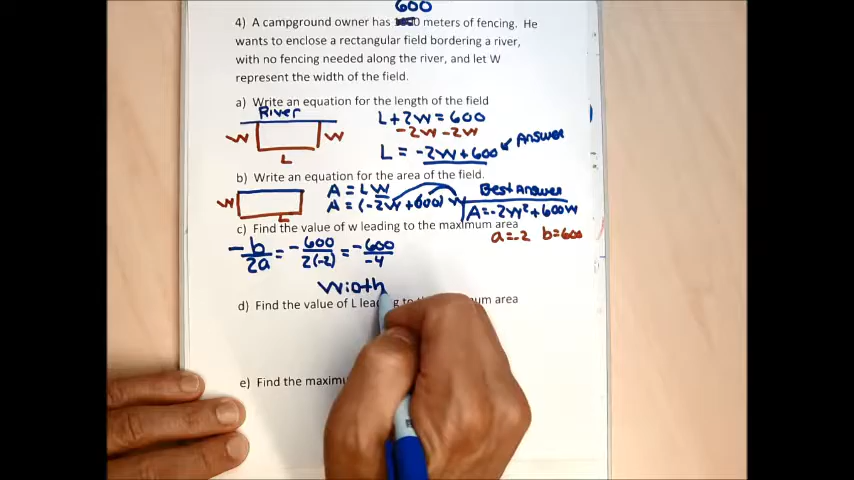 600
4) A campground owner has meters of fencing. He
wants to enclose a rectangular field bordering a river,
with no fencing needed along the river, and let W
represent the width of the field.
a) Write an equation for the length of the field
River
W W
L
L+2W=600
-2W -2W
L = -2W+600
Answer
b) Write an equation for the area of the field.
W
L
A = LW
A = (-2W+600) W
Best Answer
A=-2W²+600W
c) Find the value of w leading to the maximum area
a=-2 b=600
-b/2a = -600/2(-2) = -600/-4
Width
d) Find the value of L lea to maximum area
e) Find the maximu